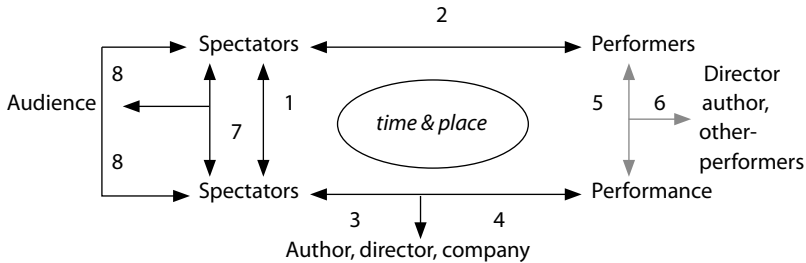 2
Spectators
Performers
8
Audience
1
7
time & place
5
6
Director
author,
other-
performers
8
Spectators
Performance
3
4
Author, director, company